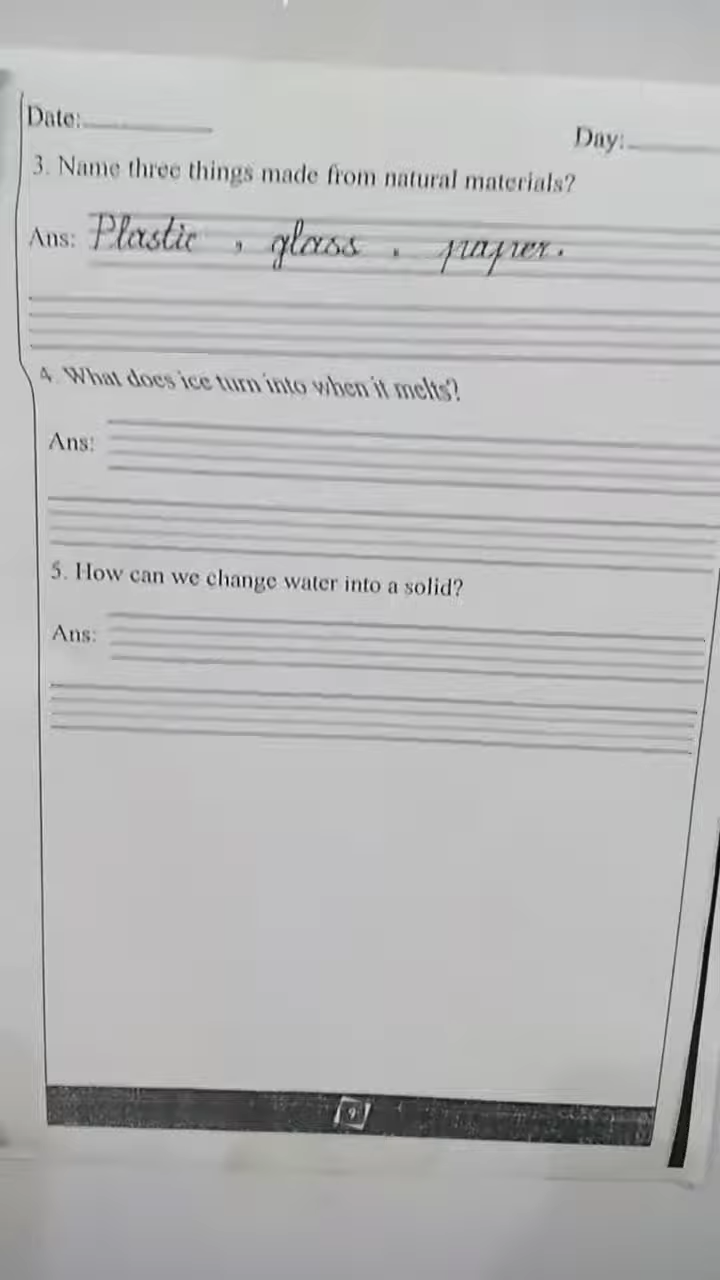 Date:
Day:
3. Name three things made from natural materials?
Ans: Plastic , glass , paper.
4. What does ice turn into when it melts?
Ans:
5. How can we change water into a solid?
Ans:
9